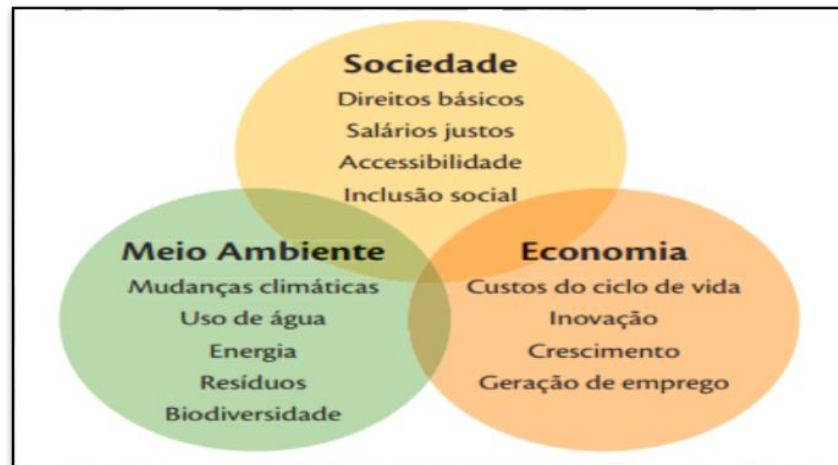 Sociedade
Direitos básicos
Salários justos
Accessibilidade
Inclusão social
Meio Ambiente
Mudanças climáticas
Uso de água
Energia
Resíduos
Biodiversidade
Economia
Custos do ciclo de vida
Inovação
Crescimento
Geração de emprego